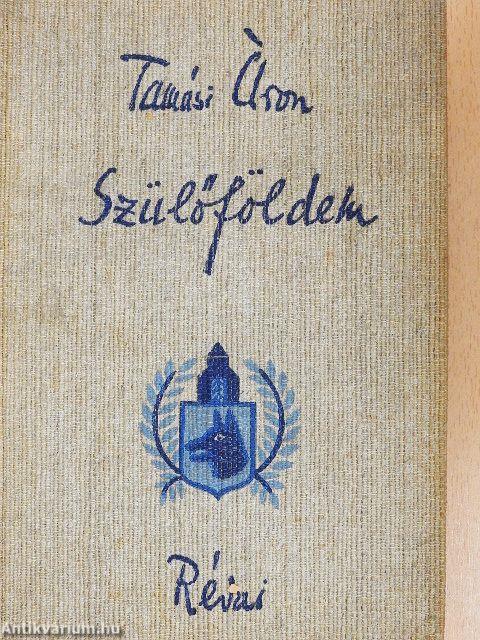 Tamási Áron
Szülőföldem
Révai
Antikvarium.hu